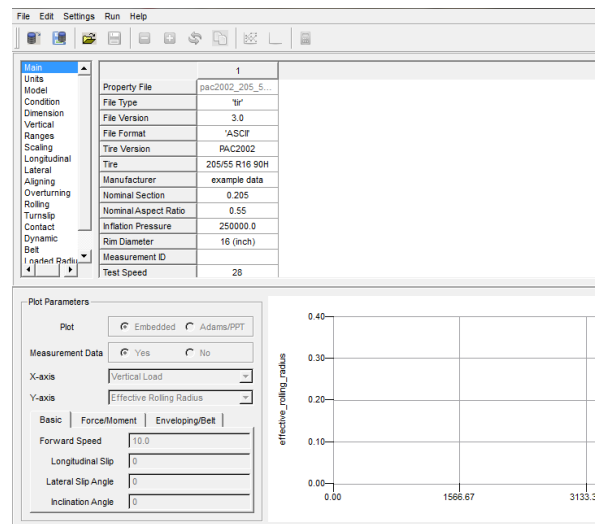 File Edit Settings Run Help
Main
Units
Model
Condition
Dimension
Vertical
Ranges
Scaling
Longitudinal
Lateral
Aligning
Overturning
Rolling
Turnslip
Contact
Dynamic
Belt
Loaded Radiu
1
Property File pac2002_205_5...
File Type 'tir'
File Version 3.0
File Format 'ASCII'
Tire Version PAC2002
Tire 205/55 R16 90H
Manufacturer example data
Nominal Section 0.205
Nominal Aspect Ratio 0.55
Inflation Pressure 250000.0
Rim Diameter 16 (inch)
Measurement ID
Test Speed 28
Plot Parameters
Plot Embedded Adams/PPT
Measurement Data Yes No
X-axis Vertical Load
Y-axis Effective Rolling Radius
Basic Force/Moment Enveloping/Belt
Forward Speed 10.0
Longitudinal Slip 0
Lateral Slip Angle 0
Inclination Angle 0
effective_rolling_radius
0.40
0.30
0.20
0.10
0.00
0.00 1566.67 3133.3